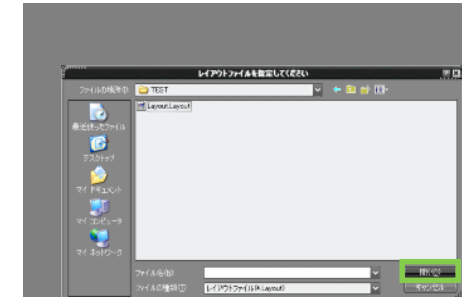 レイアウトファイルを指定してください
ファイルの場所(I):
TEST
Layout.Layout
最近使ったファイル
デスクトップ
マイ ドキュメント
マイ コンピュータ
マイ ネットワーク
ファイル名(N):
開く(O)
ファイルの種類(T):
レイアウトファイル(*.Layout)
キャンセル